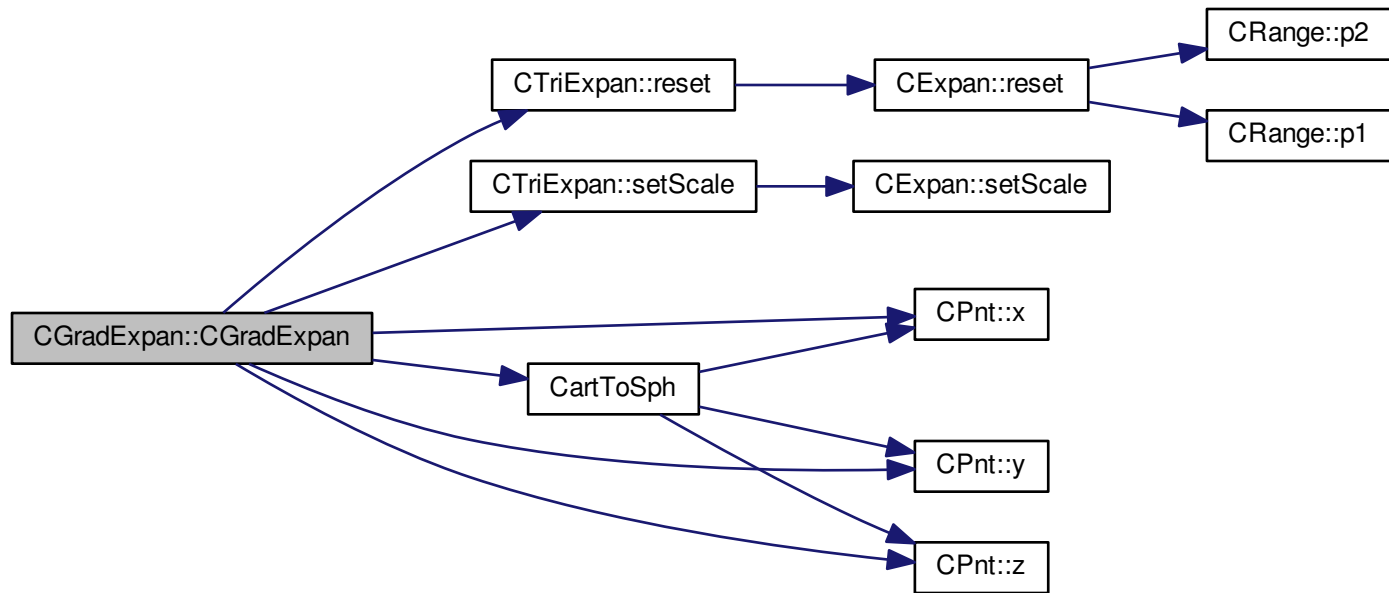 CRange::p2
CTriExpan::reset
CExpan::reset
CRange::p1
CTriExpan::setScale
CExpan::setScale
CPnt::x
CGradExpan::CGradExpan
CartToSph
CPnt::y
CPnt::z